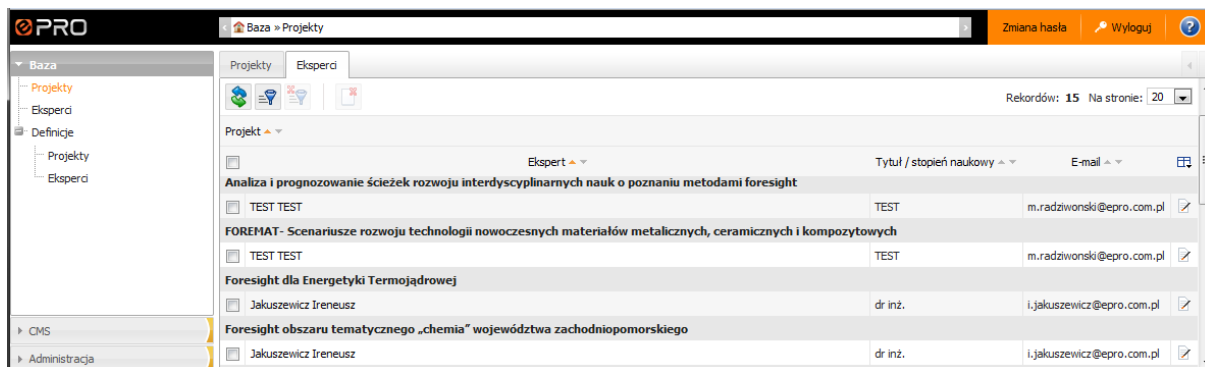 ePRO
Baza » Projekty
Zmiana hasła
Wyloguj
?
Baza
Projekty
Eksperci
Definicje
Projekty
Eksperci
CMS
Administracja
Projekty Eksperci
Rekordów: 15 Na stronie: 20
Projekt
Ekspert Tytuł / stopień naukowy E-mail
Analiza i prognozowanie ścieżek rozwoju interdyscyplinarnych nauk o poznaniu metodami foresight
TEST TEST TEST m.radziwonski@epro.com.pl
FOREMAT- Scenariusze rozwoju technologii nowoczesnych materiałów metalicznych, ceramicznych i kompozytowych
TEST TEST TEST m.radziwonski@epro.com.pl
Foresight dla Energetyki Termojądrowej
Jakuszewicz Ireneusz dr inż. i.jakuszewicz@epro.com.pl
Foresight obszaru tematycznego „chemia” województwa zachodniopomorskiego
Jakuszewicz Ireneusz dr inż. i.jakuszewicz@epro.com.pl